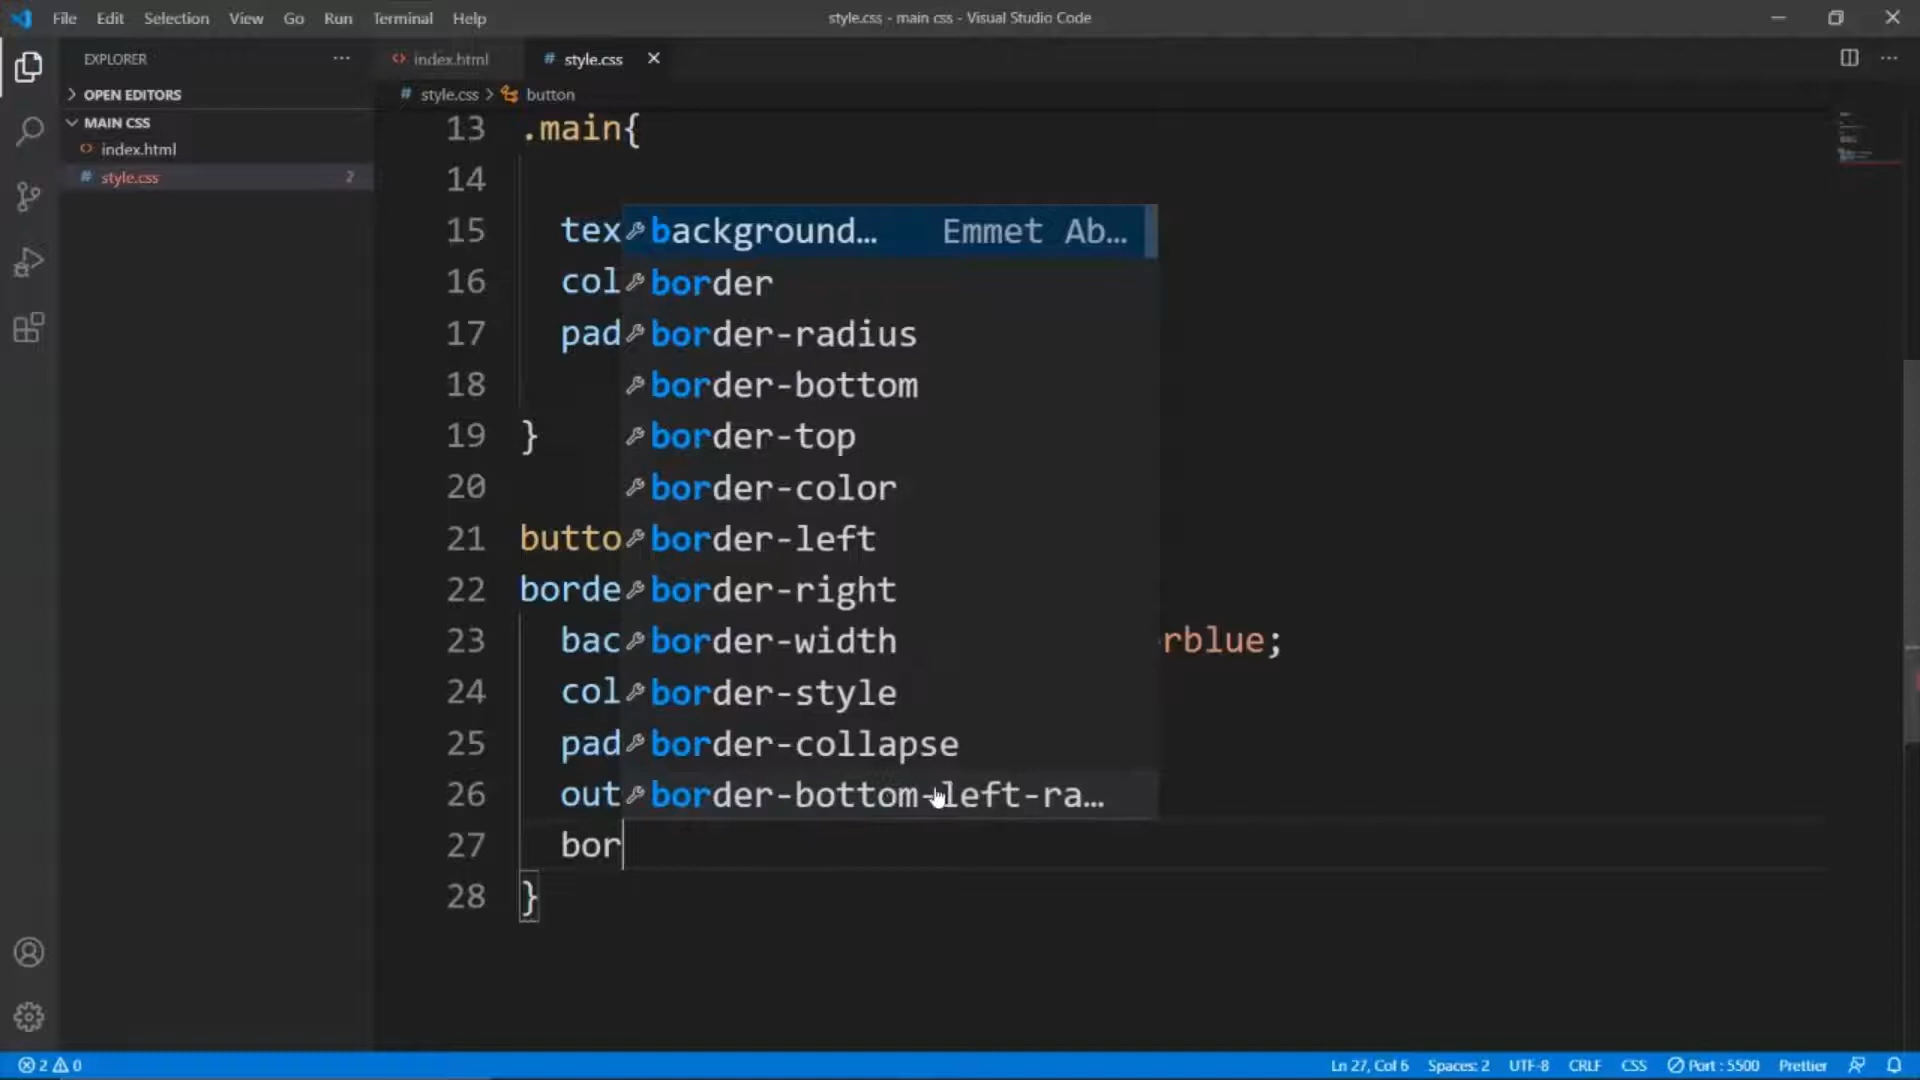 File Edit Selection View Go Run Terminal Help
style.css - main css - Visual Studio Code
EXPLORER
OPEN EDITORS
MAIN CSS
index.html
style.css 2
index.html
style.css
style.css > button
13 .main{
14
15 tex
16 col
17 pad
18
19 }
20
21 butto
22 borde
23 bac rblue;
24 col
25 pad
26 out
27 bor
28 }
background… Emmet Ab…
border
border-radius
border-bottom
border-top
border-color
border-left
border-right
border-width
border-style
border-collapse
border-bottom-left-ra…
2 0
Ln 27, Col 6 Spaces: 2 UTF-8 CRLF CSS Port : 5500 Prettier